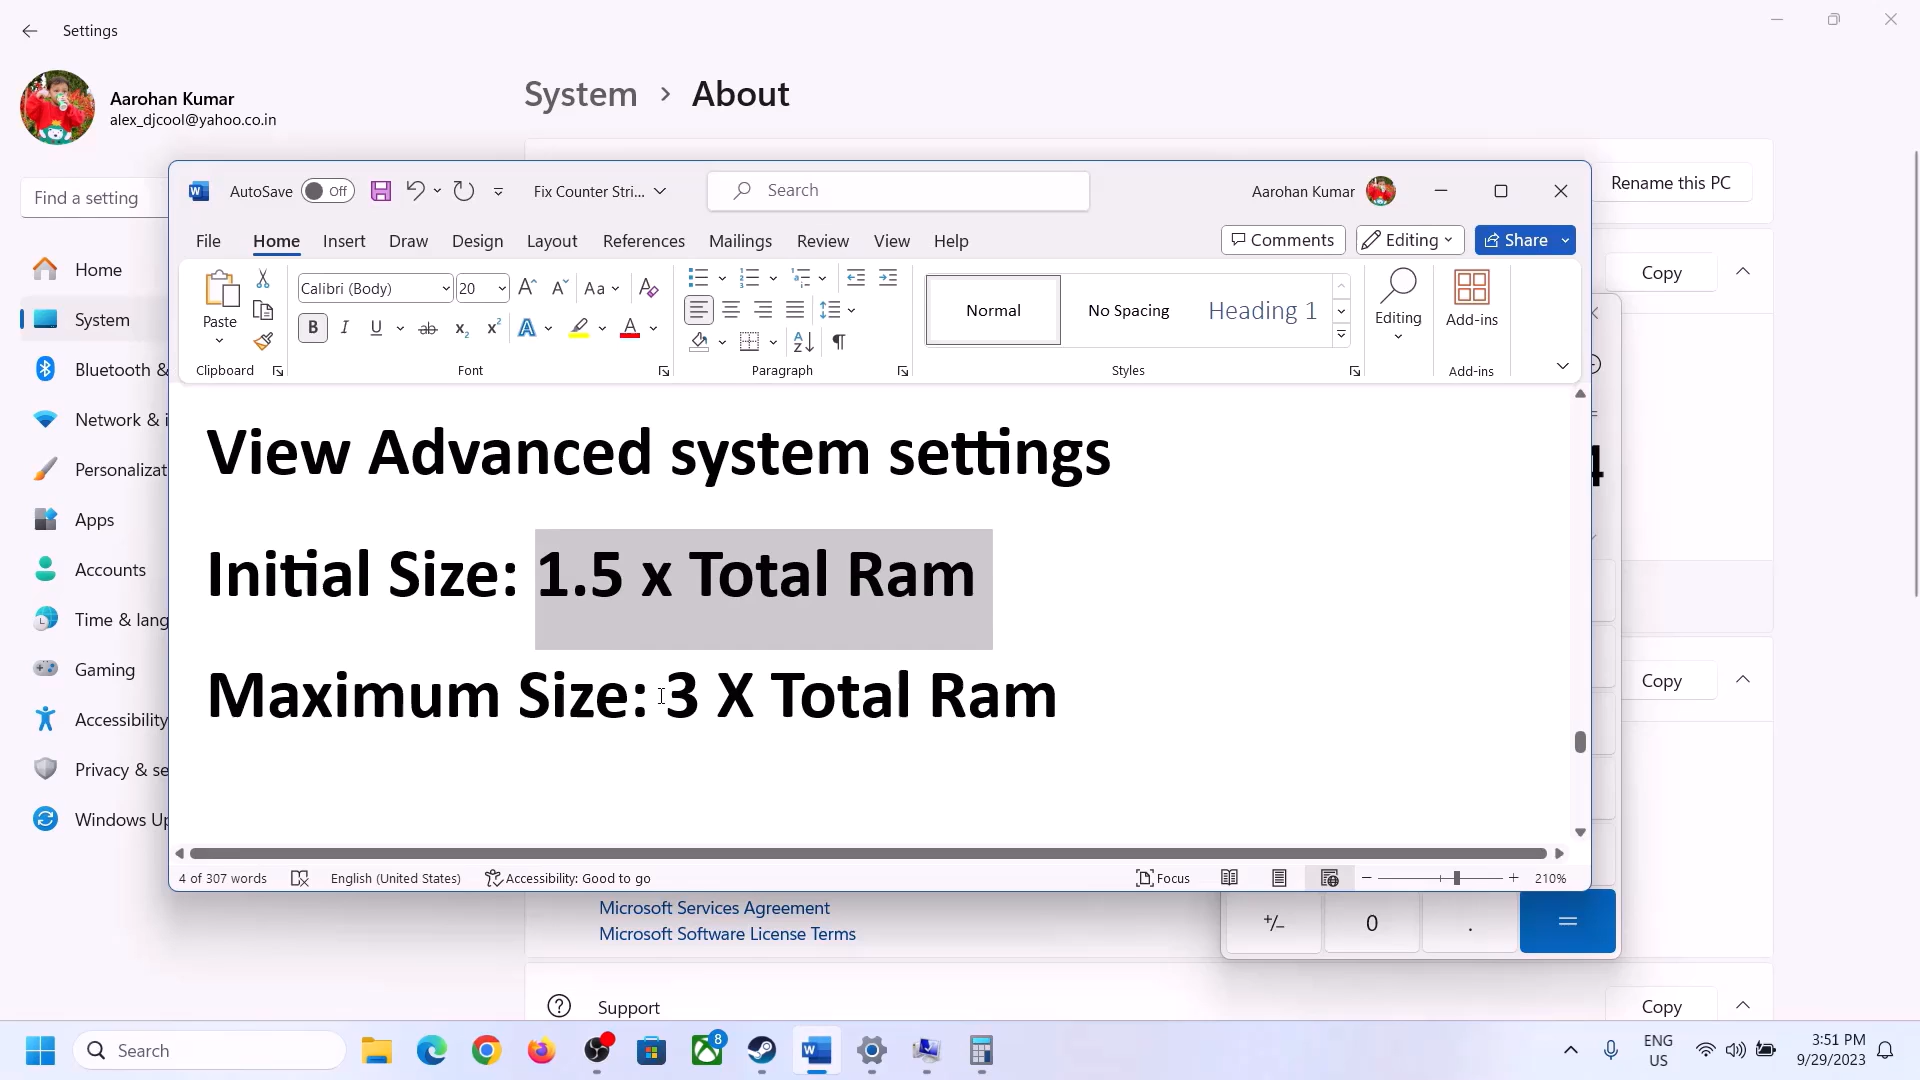 Settings
Aarohan Kumar
alex_djcool@yahoo.co.in
Find a setting
Home
System
Bluetooth &
Network & i
Personalizat
Apps
Accounts
Time & lang
Gaming
Accessibility
Privacy & se
Windows Up
System > About
Rename this PC
Copy
AutoSave Off
Fix Counter Stri...
Search
Aarohan Kumar
File Home Insert Draw Design Layout References Mailings Review View Help
Comments Editing Share
Paste
Calibri (Body) 20
Aa
B I U ab x₂ x² A A
Normal No Spacing Heading 1
Editing
Add-ins
Clipboard Font Paragraph Styles Add-ins
View Advanced system settings
Initial Size: 1.5 x Total Ram
Maximum Size: 3 X Total Ram
4 of 307 words English (United States) Accessibility: Good to go Focus 210%
4
Copy
+/− 0 . =
Microsoft Services Agreement
Microsoft Software License Terms
Support
Copy
Search
8
ENG
US
3:51 PM
9/29/2023